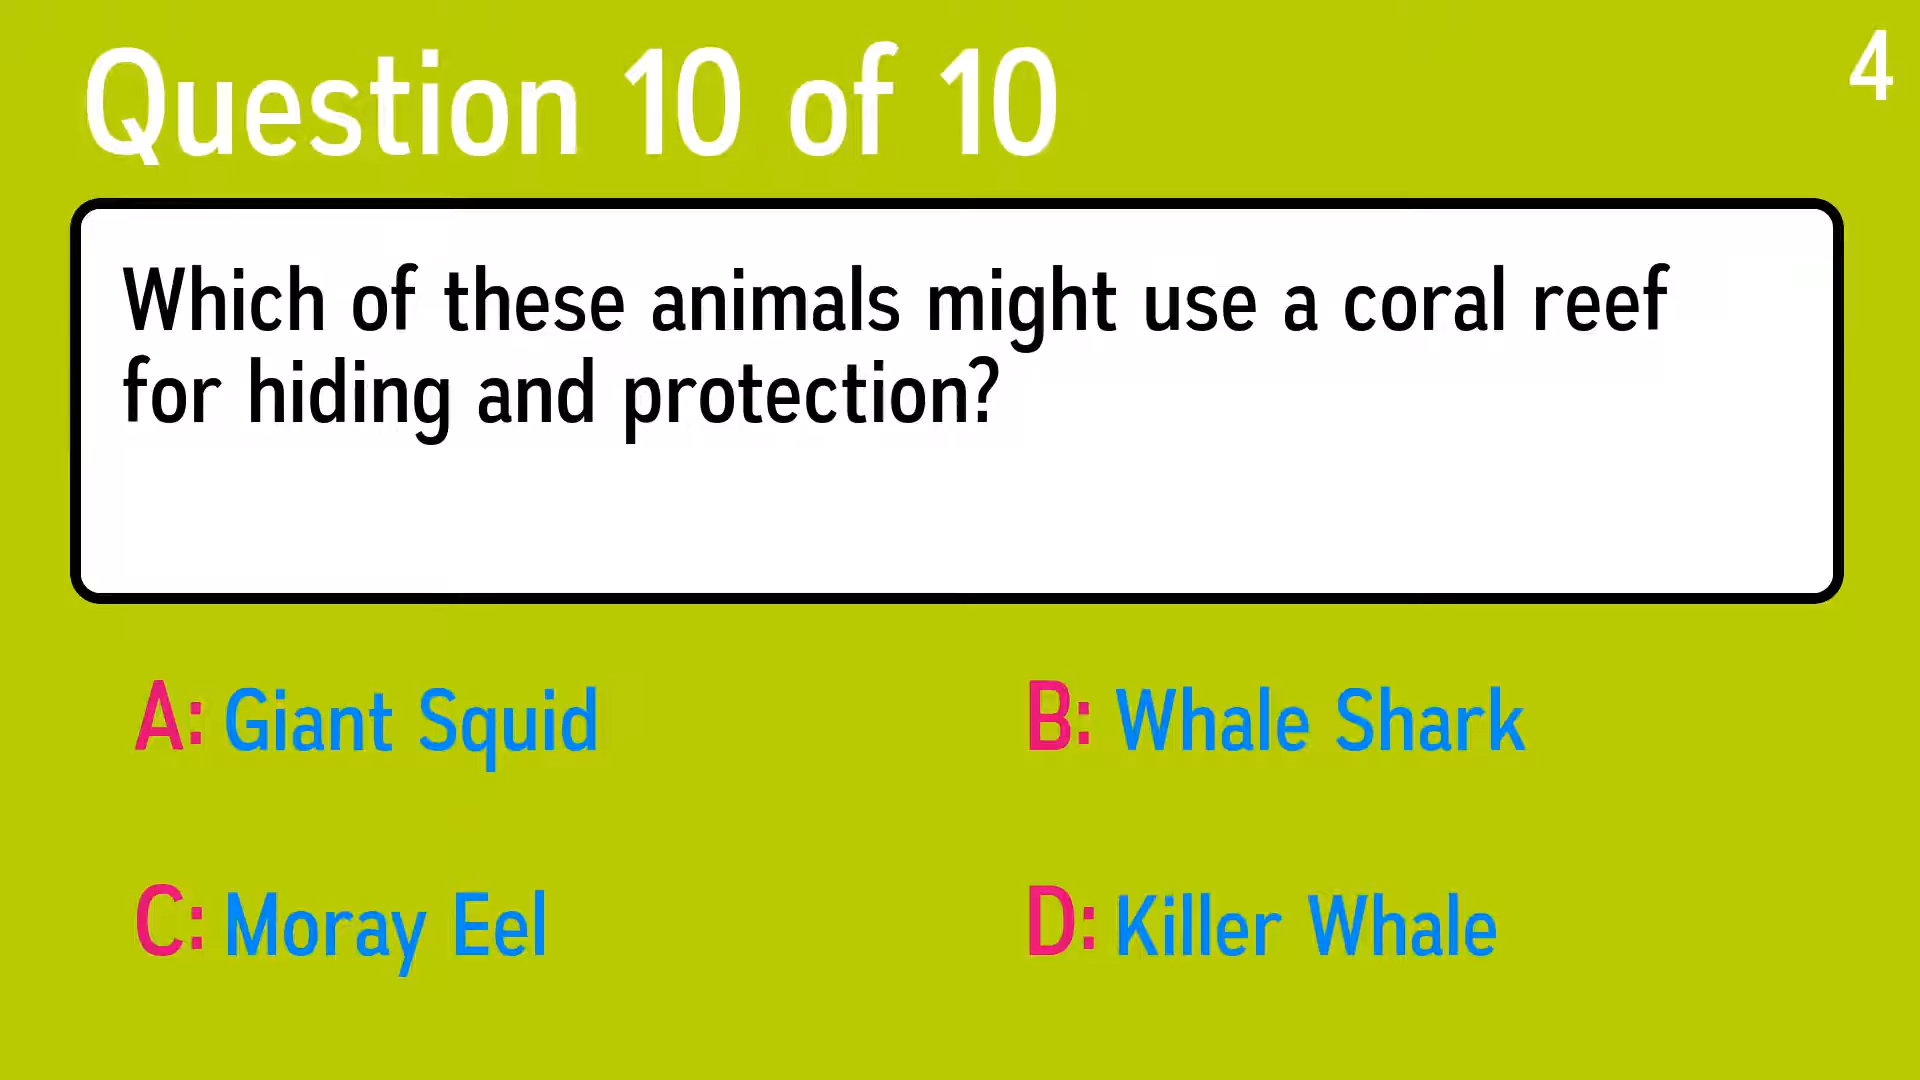 Question 10 of 10
4
Which of these animals might use a coral reef
for hiding and protection?
A: Giant Squid
B: Whale Shark
C: Moray Eel
D: Killer Whale